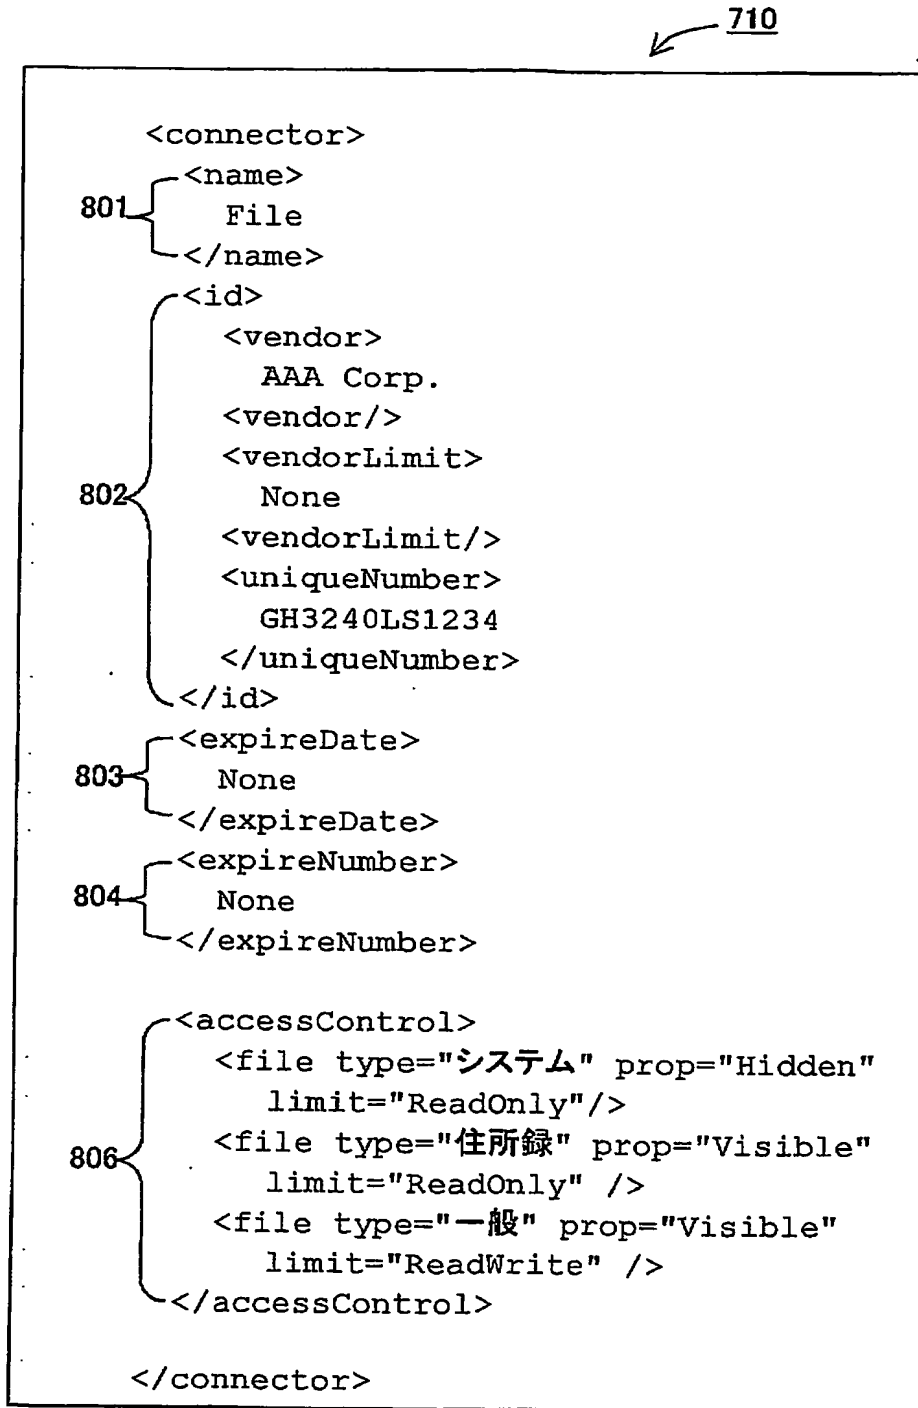 710
<connector>
<name>
801
File
</name>
<id>
<vendor>
AAA Corp.
<vendor/>
<vendorLimit>
802
None
<vendorLimit/>
<uniqueNumber>
GH3240LS1234
</uniqueNumber>
</id>
<expireDate>
803
None
</expireDate>
<expireNumber>
804
None
</expireNumber>
<accessControl>
<file type="システム" prop="Hidden"
limit="ReadOnly"/>
<file type="住所録" prop="Visible"
806
limit="ReadOnly" />
<file type="一般" prop="Visible"
limit="ReadWrite" />
</accessControl>
</connector>